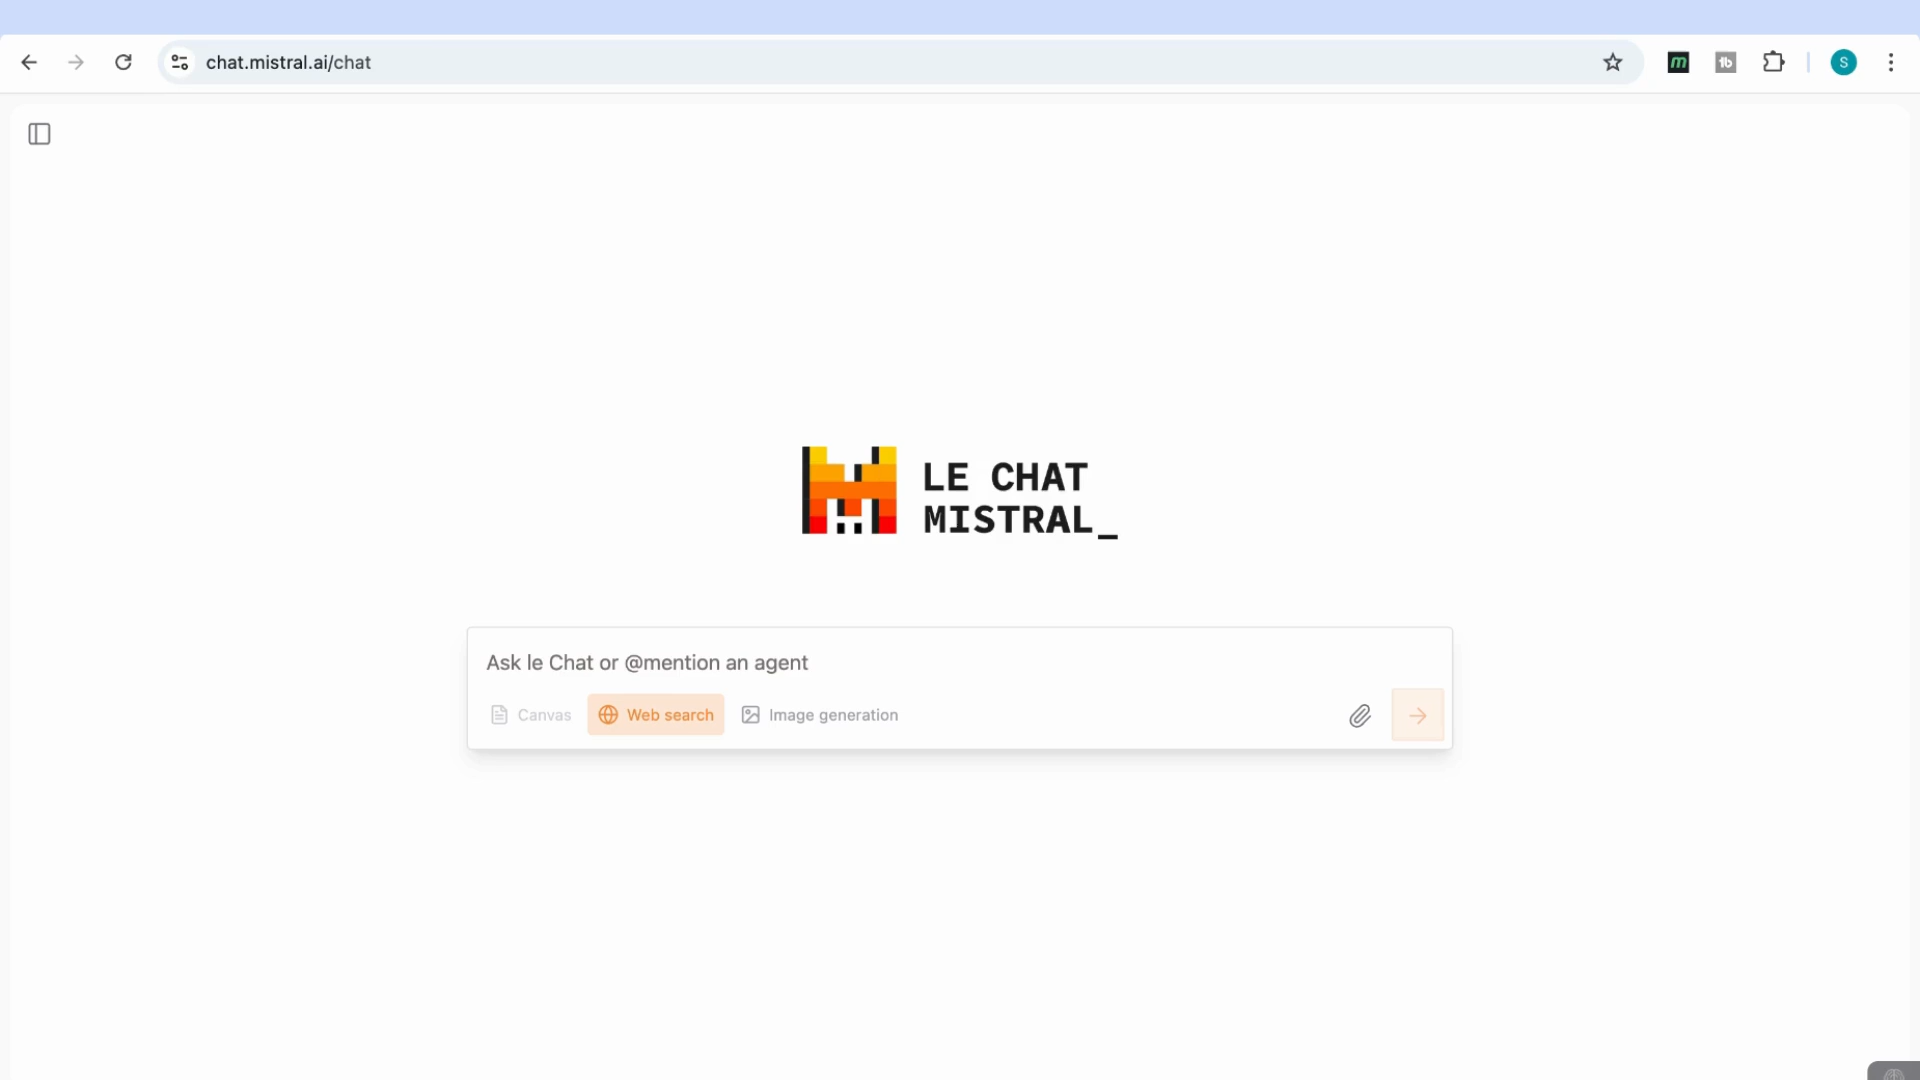 chat.mistral.ai/chat
m
tb
S
LE CHAT
MISTRAL_
Ask le Chat or @mention an agent
Canvas
Web search
Image generation